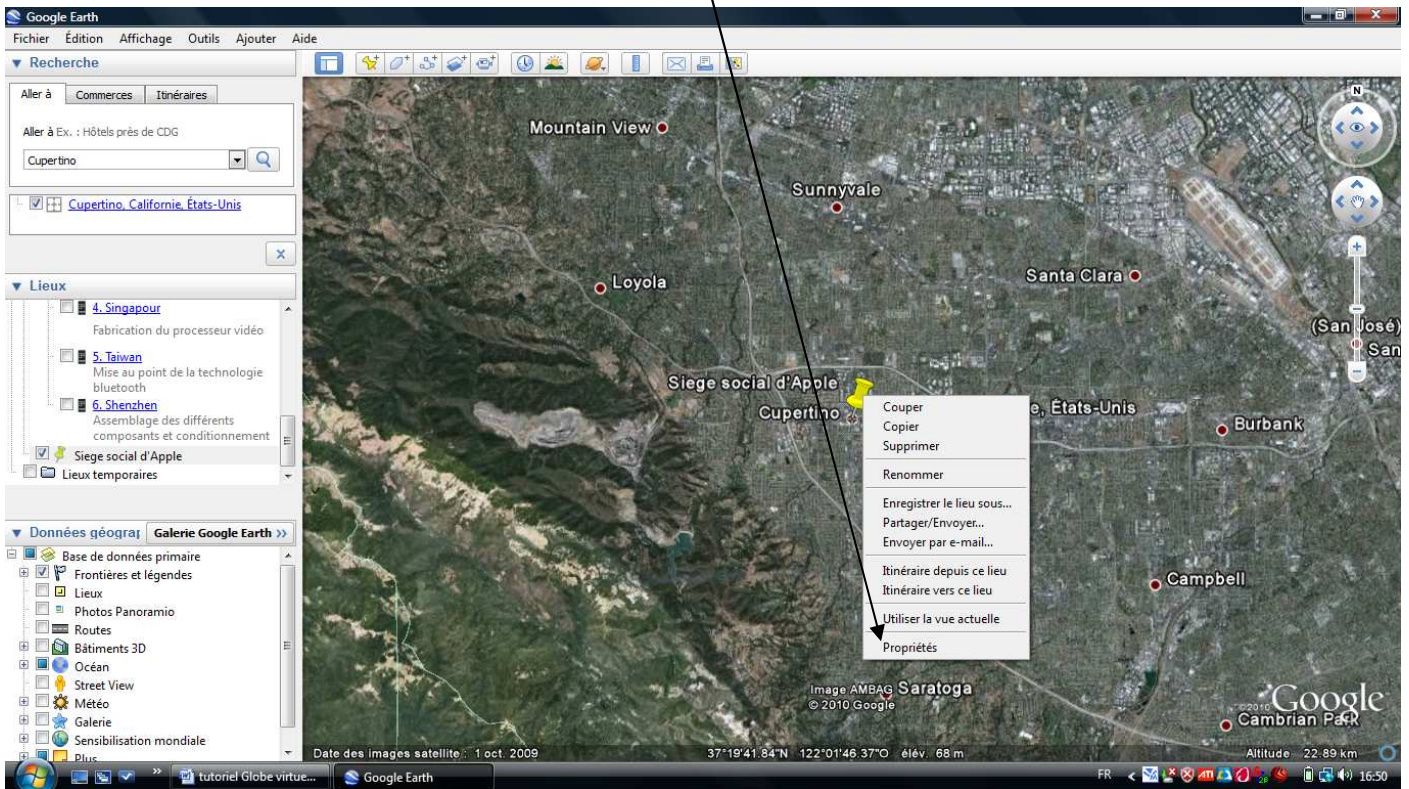 Google Earth
Fichier Édition Affichage Outils Ajouter Aide
Recherche
Aller à Commerces Itinéraires
Aller à Ex. : Hôtels près de CDG
Cupertino
Cupertino, Californie, États-Unis
Lieux
4. Singapour
Fabrication du processeur vidéo
5. Taiwan
Mise au point de la technologie
bluetooth
6. Shenzhen
Assemblage des différents
composants et conditionnement
Siege social d'Apple
Lieux temporaires
Données géograp Galerie Google Earth >>
Base de données primaire
Frontières et légendes
Lieux
Photos Panoramio
Routes
Bâtiments 3D
Océan
Street View
Météo
Galerie
Sensibilisation mondiale
Plus
N
Mountain View
Sunnyvale
Loyola
Santa Clara
(San José)
San
Siege social d'Apple
Cupertino
e, États-Unis
Burbank
Couper
Copier
Supprimer
Renommer
Enregistrer le lieu sous...
Partager/Envoyer...
Envoyer par e-mail...
Itinéraire depuis ce lieu
Itinéraire vers ce lieu
Utiliser la vue actuelle
Propriétés
Campbell
Saratoga
Image AMBAG
© 2010 Google
©2010 Google
Cambrian Park
Date des images satellite : 1 oct. 2009 37°19'41.84"N 122°01'46.37"O élév. 68 m Altitude 22.89 km
tutoriel Globe virtue... Google Earth FR 16:50